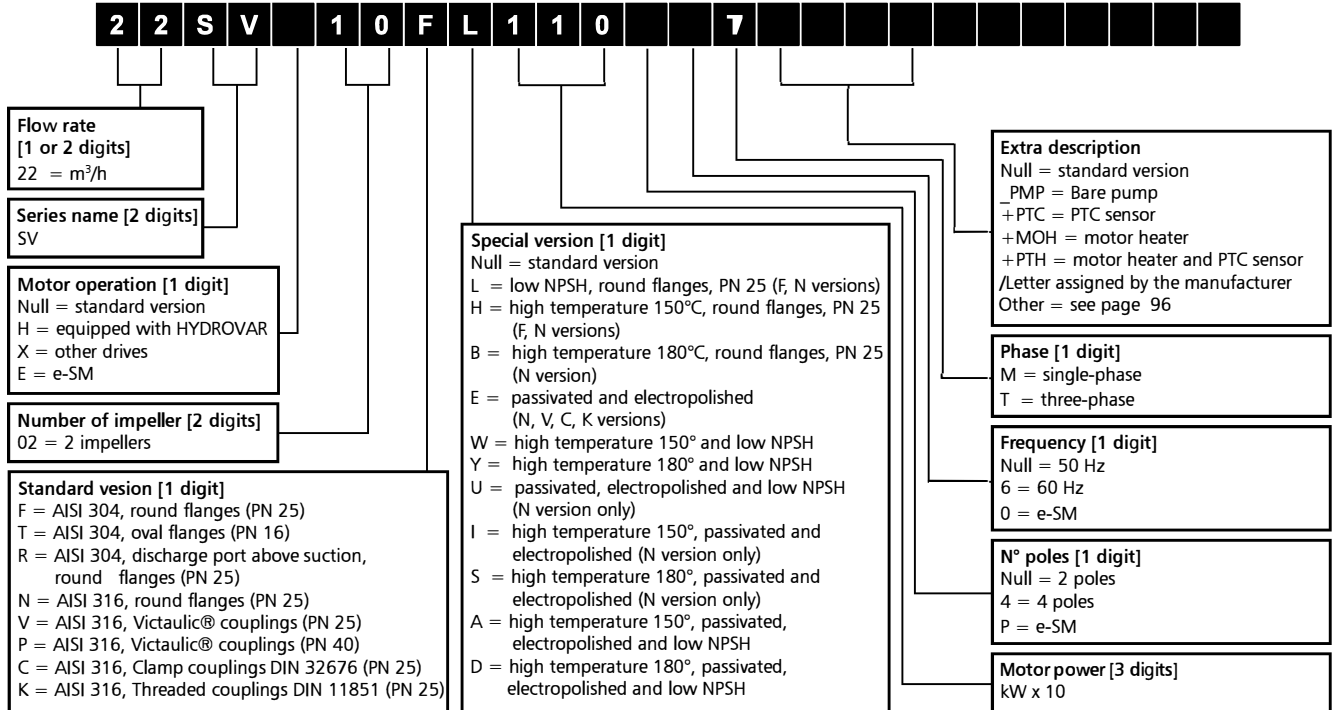 2 2 S V 1 0 F L 1 1 0 7
Flow rate
[1 or 2 digits]
22 = m³/h
Series name [2 digits]
SV
Motor operation [1 digit]
Null = standard version
H = equipped with HYDROVAR
X = other drives
E = e-SM
Number of impeller [2 digits]
02 = 2 impellers
Standard vesion [1 digit]
F = AISI 304, round flanges (PN 25)
T = AISI 304, oval flanges (PN 16)
R = AISI 304, discharge port above suction,
round flanges (PN 25)
N = AISI 316, round flanges (PN 25)
V = AISI 316, Victaulic® couplings (PN 25)
P = AISI 316, Victaulic® couplings (PN 40)
C = AISI 316, Clamp couplings DIN 32676 (PN 25)
K = AISI 316, Threaded couplings DIN 11851 (PN 25)
Special version [1 digit]
Null = standard version
L = low NPSH, round flanges, PN 25 (F, N versions)
H = high temperature 150°C, round flanges, PN 25
(F, N versions)
B = high temperature 180°C, round flanges, PN 25
(N version)
E = passivated and electropolished
(N, V, C, K versions)
W = high temperature 150° and low NPSH
Y = high temperature 180° and low NPSH
U = passivated, electropolished and low NPSH
(N version only)
I = high temperature 150°, passivated and
electropolished (N version only)
S = high temperature 180°, passivated and
electropolished (N version only)
A = high temperature 150°, passivated,
electropolished and low NPSH
D = high temperature 180°, passivated,
electropolished and low NPSH
Extra description
Null = standard version
_PMP = Bare pump
+PTC = PTC sensor
+MOH = motor heater
+PTH = motor heater and PTC sensor
/Letter assigned by the manufacturer
Other = see page 96
Phase [1 digit]
M = single-phase
T = three-phase
Frequency [1 digit]
Null = 50 Hz
6 = 60 Hz
0 = e-SM
N° poles [1 digit]
Null = 2 poles
4 = 4 poles
P = e-SM
Motor power [3 digits]
kW x 10